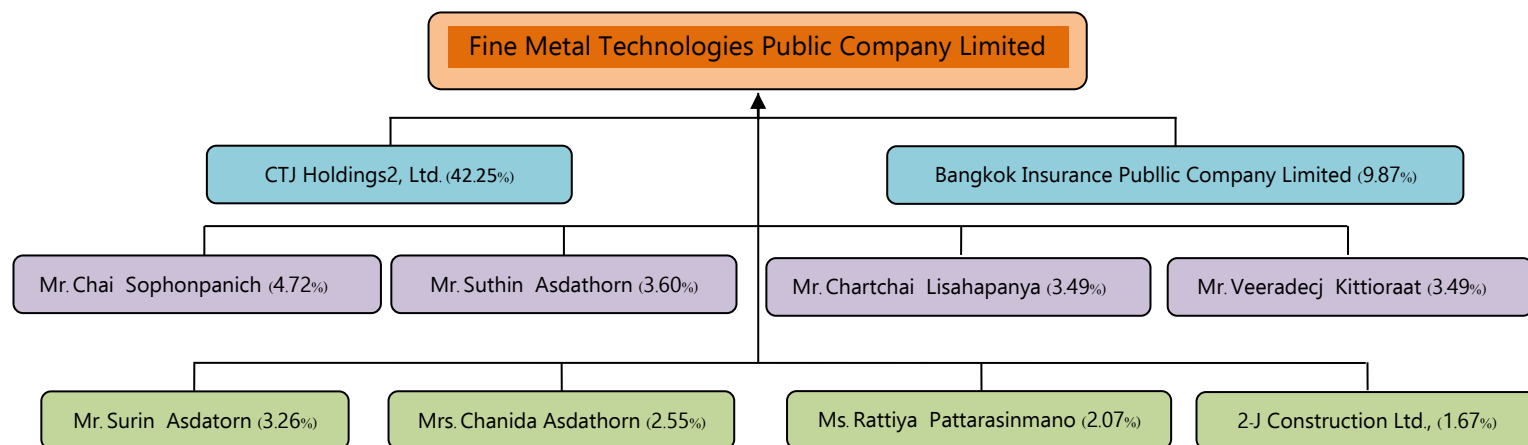 Fine Metal Technologies Public Company Limited
CTJ Holdings2, Ltd. (42.25%)
Bangkok Insurance Publlic Company Limited (9.87%)
Mr. Chai Sophonpanich (4.72%)
Mr. Suthin Asdathorn (3.60%)
Mr. Chartchai Lisahapanya (3.49%)
Mr. Veeradecj Kittioraat (3.49%)
Mr. Surin Asdatorn (3.26%)
Mrs. Chanida Asdathorn (2.55%)
Ms. Rattiya Pattarasinmano (2.07%)
2-J Construction Ltd., (1.67%)